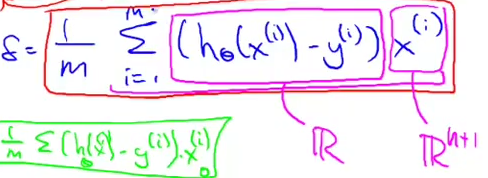 δ = 1/m Σ_{i=1}^{m} (h_θ(x^{(i)}) - y^{(i)}) x^{(i)}
1/m Σ (h_θ(x^{(i)}) - y^{(i)}) · x_0^{(i)}
ℝ ℝ^{n+1}